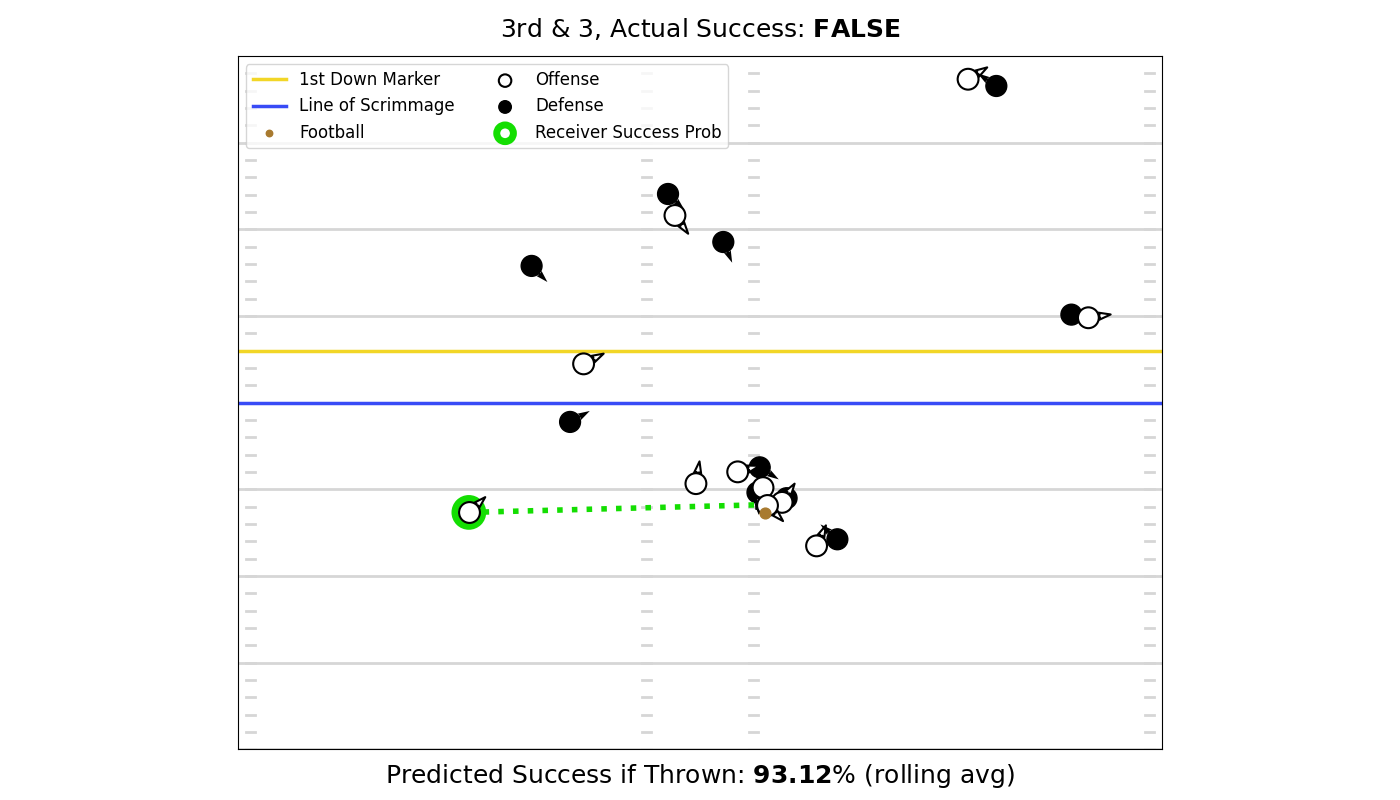 3rd & 3, Actual Success: FALSE
1st Down Marker
Line of Scrimmage
Football
Offense
Defense
Receiver Success Prob
Predicted Success if Thrown: 93.12% (rolling avg)